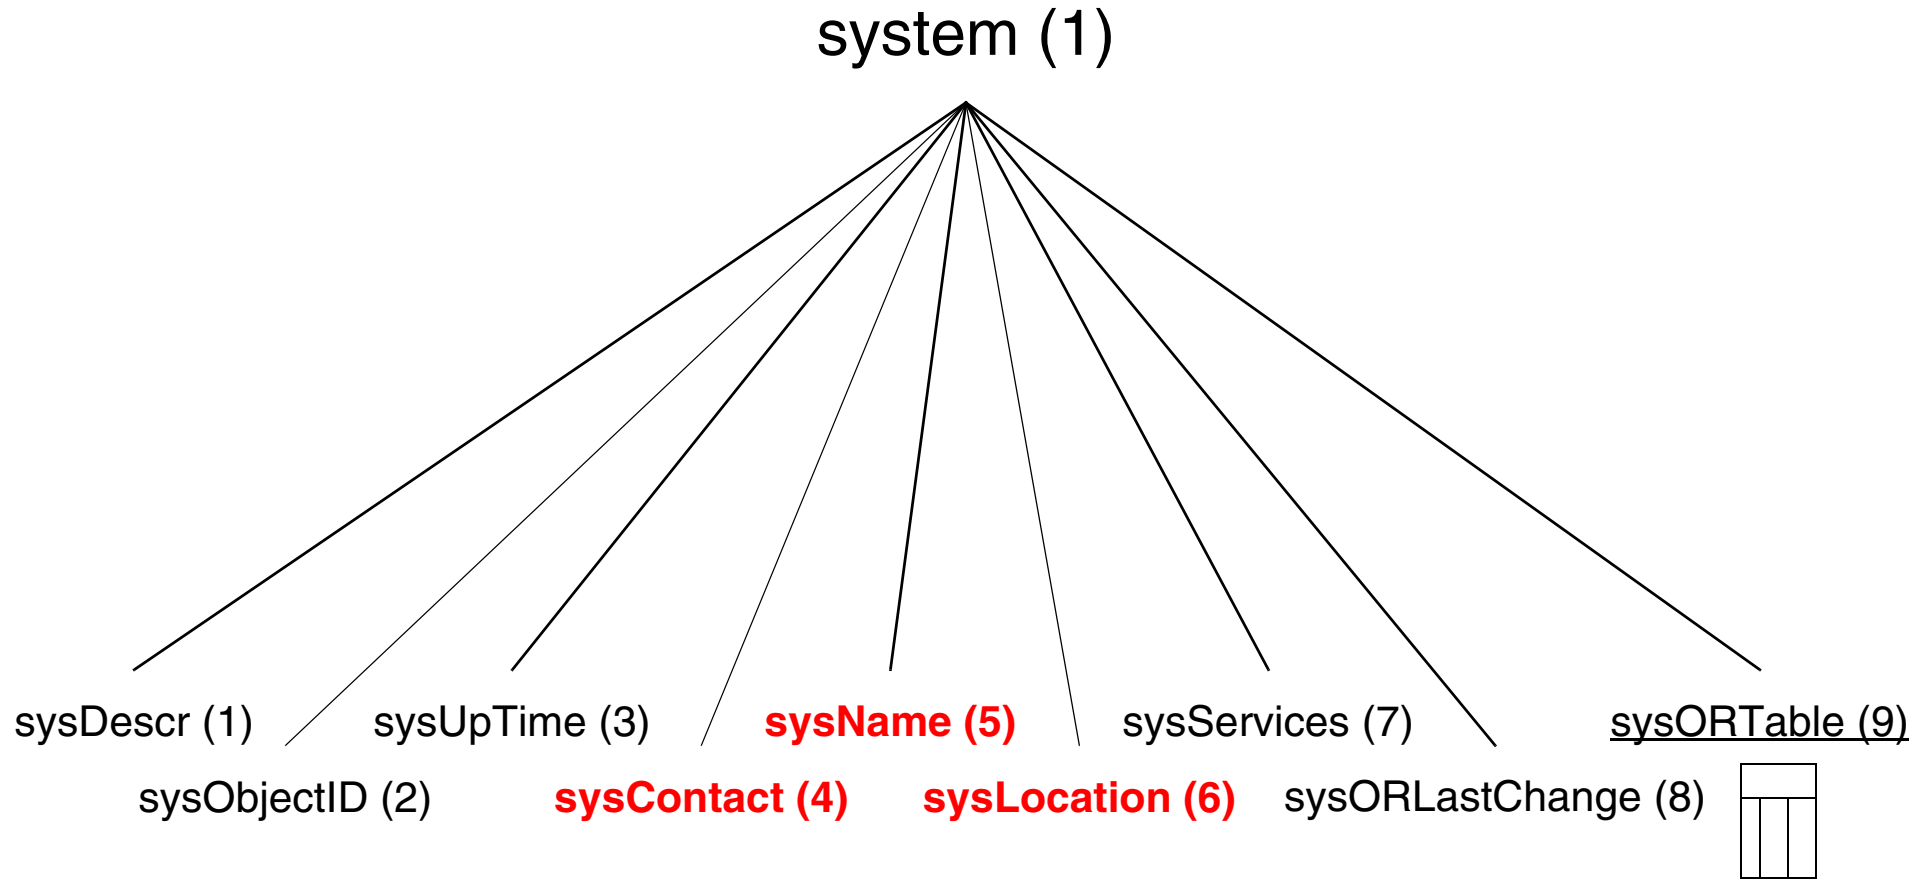 system (1)
sysDescr (1) sysUpTime (3) sysName (5) sysServices (7) sysORTable (9)
sysObjectID (2) sysContact (4) sysLocation (6) sysORLastChange (8)